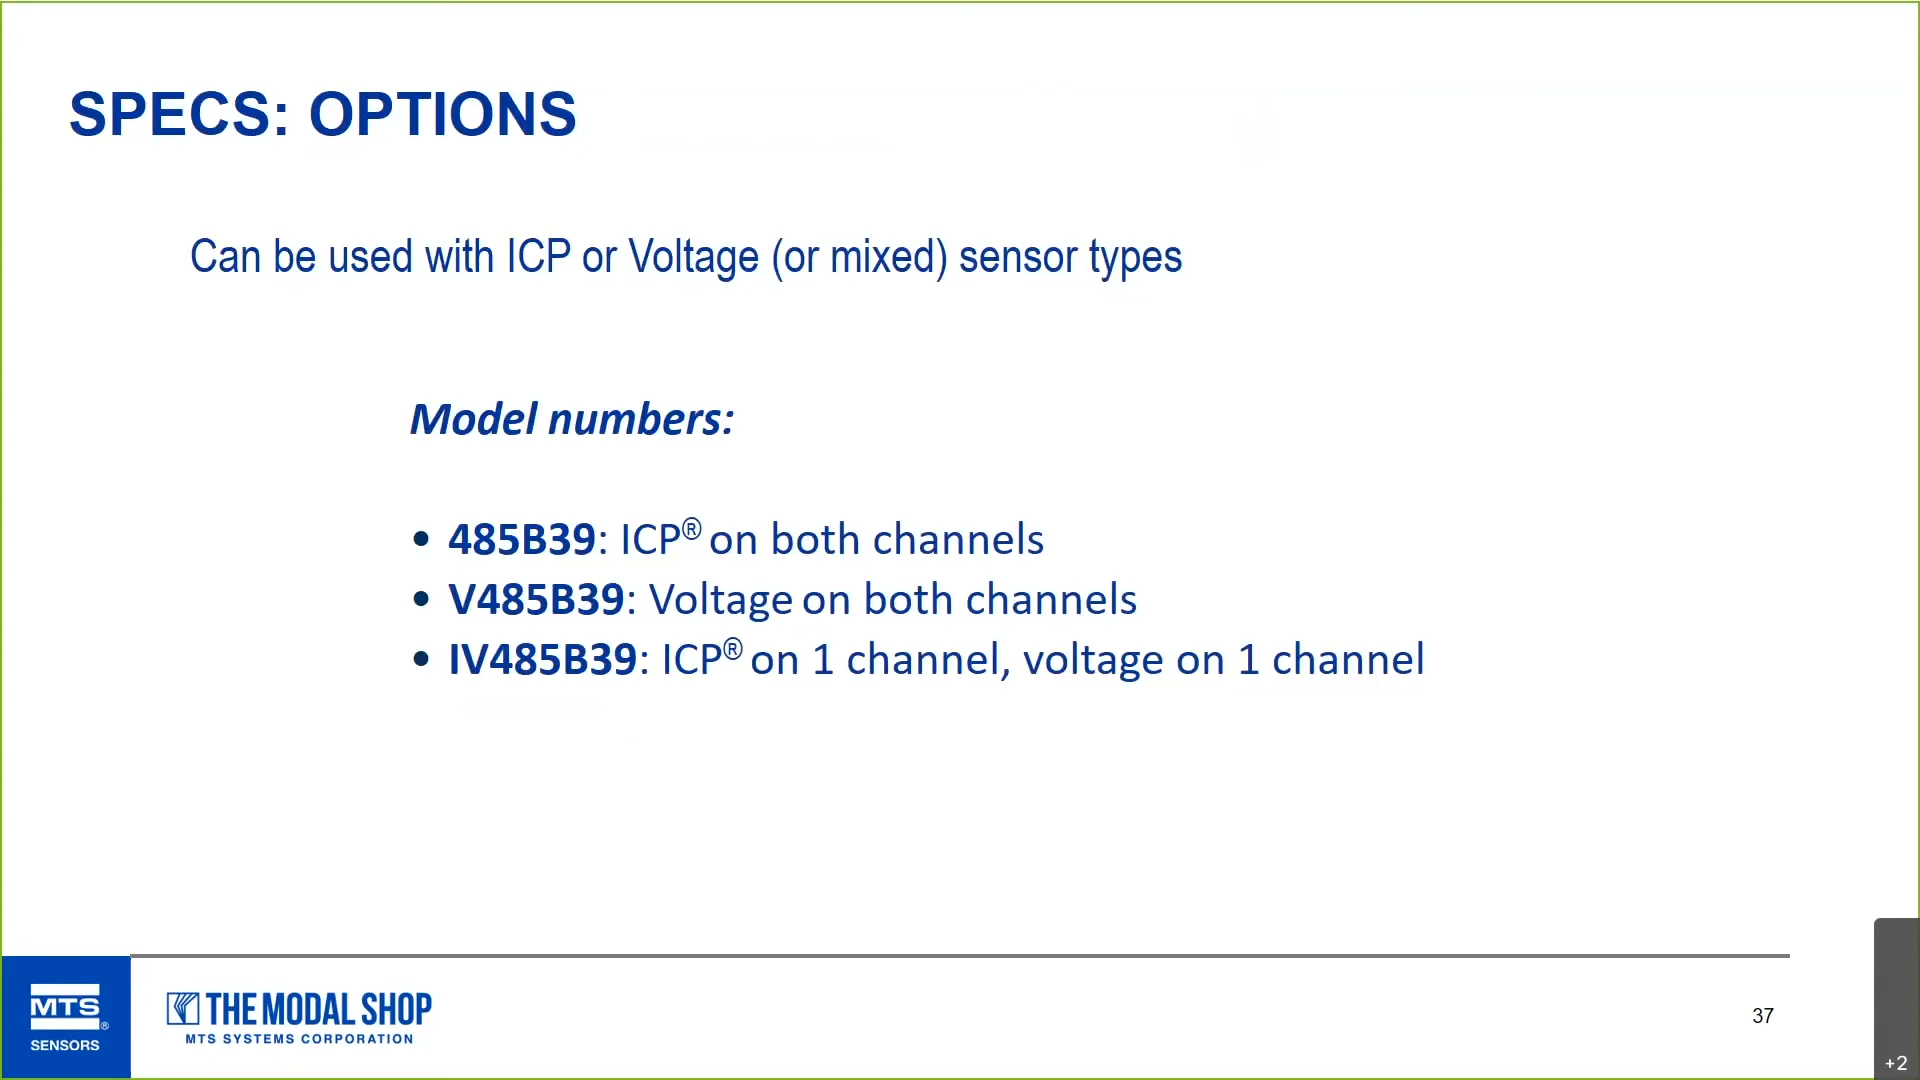 SPECS: OPTIONS
Can be used with ICP or Voltage (or mixed) sensor types
Model numbers:
• 485B39: ICP® on both channels
• V485B39: Voltage on both channels
• IV485B39: ICP® on 1 channel, voltage on 1 channel
MTS®
SENSORS
THE MODAL SHOP
MTS SYSTEMS CORPORATION
37
+2